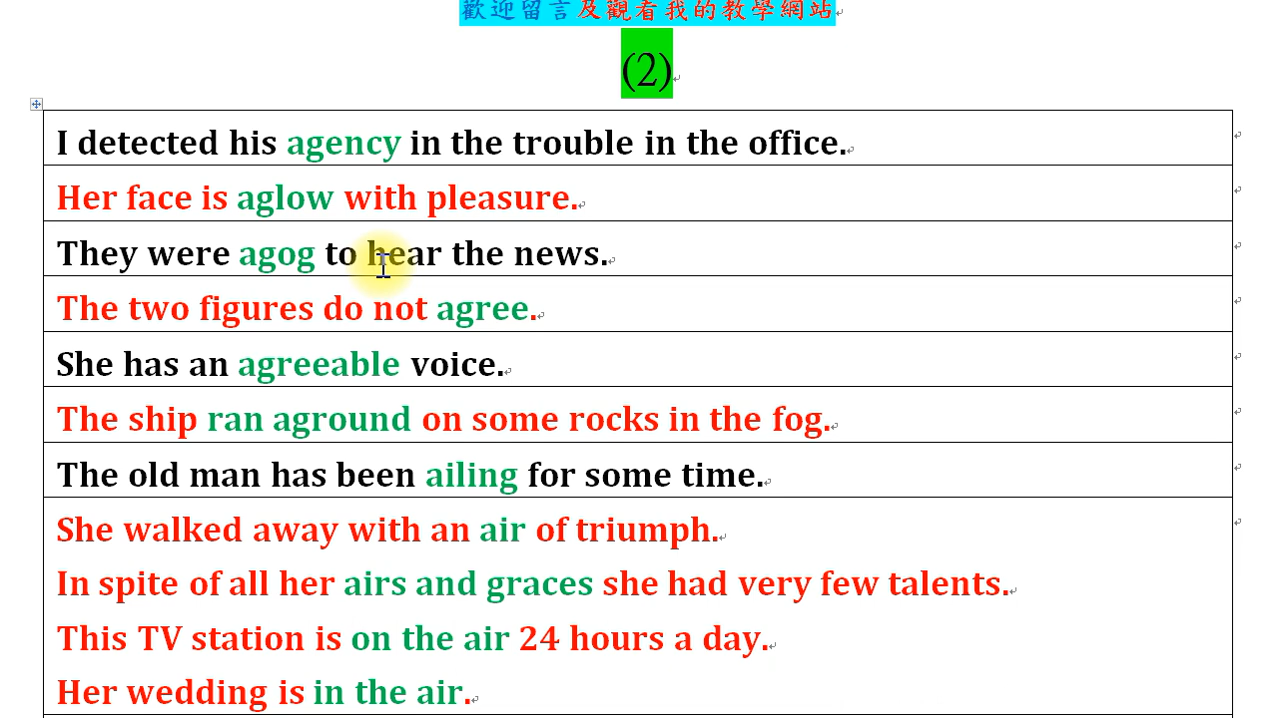 歡迎留言及觀看我的教學網站
(2)
I detected his agency in the trouble in the office.
Her face is aglow with pleasure.
They were agog to hear the news.
The two figures do not agree.
She has an agreeable voice.
The ship ran aground on some rocks in the fog.
The old man has been ailing for some time.
She walked away with an air of triumph.
In spite of all her airs and graces she had very few talents.
This TV station is on the air 24 hours a day.
Her wedding is in the air.